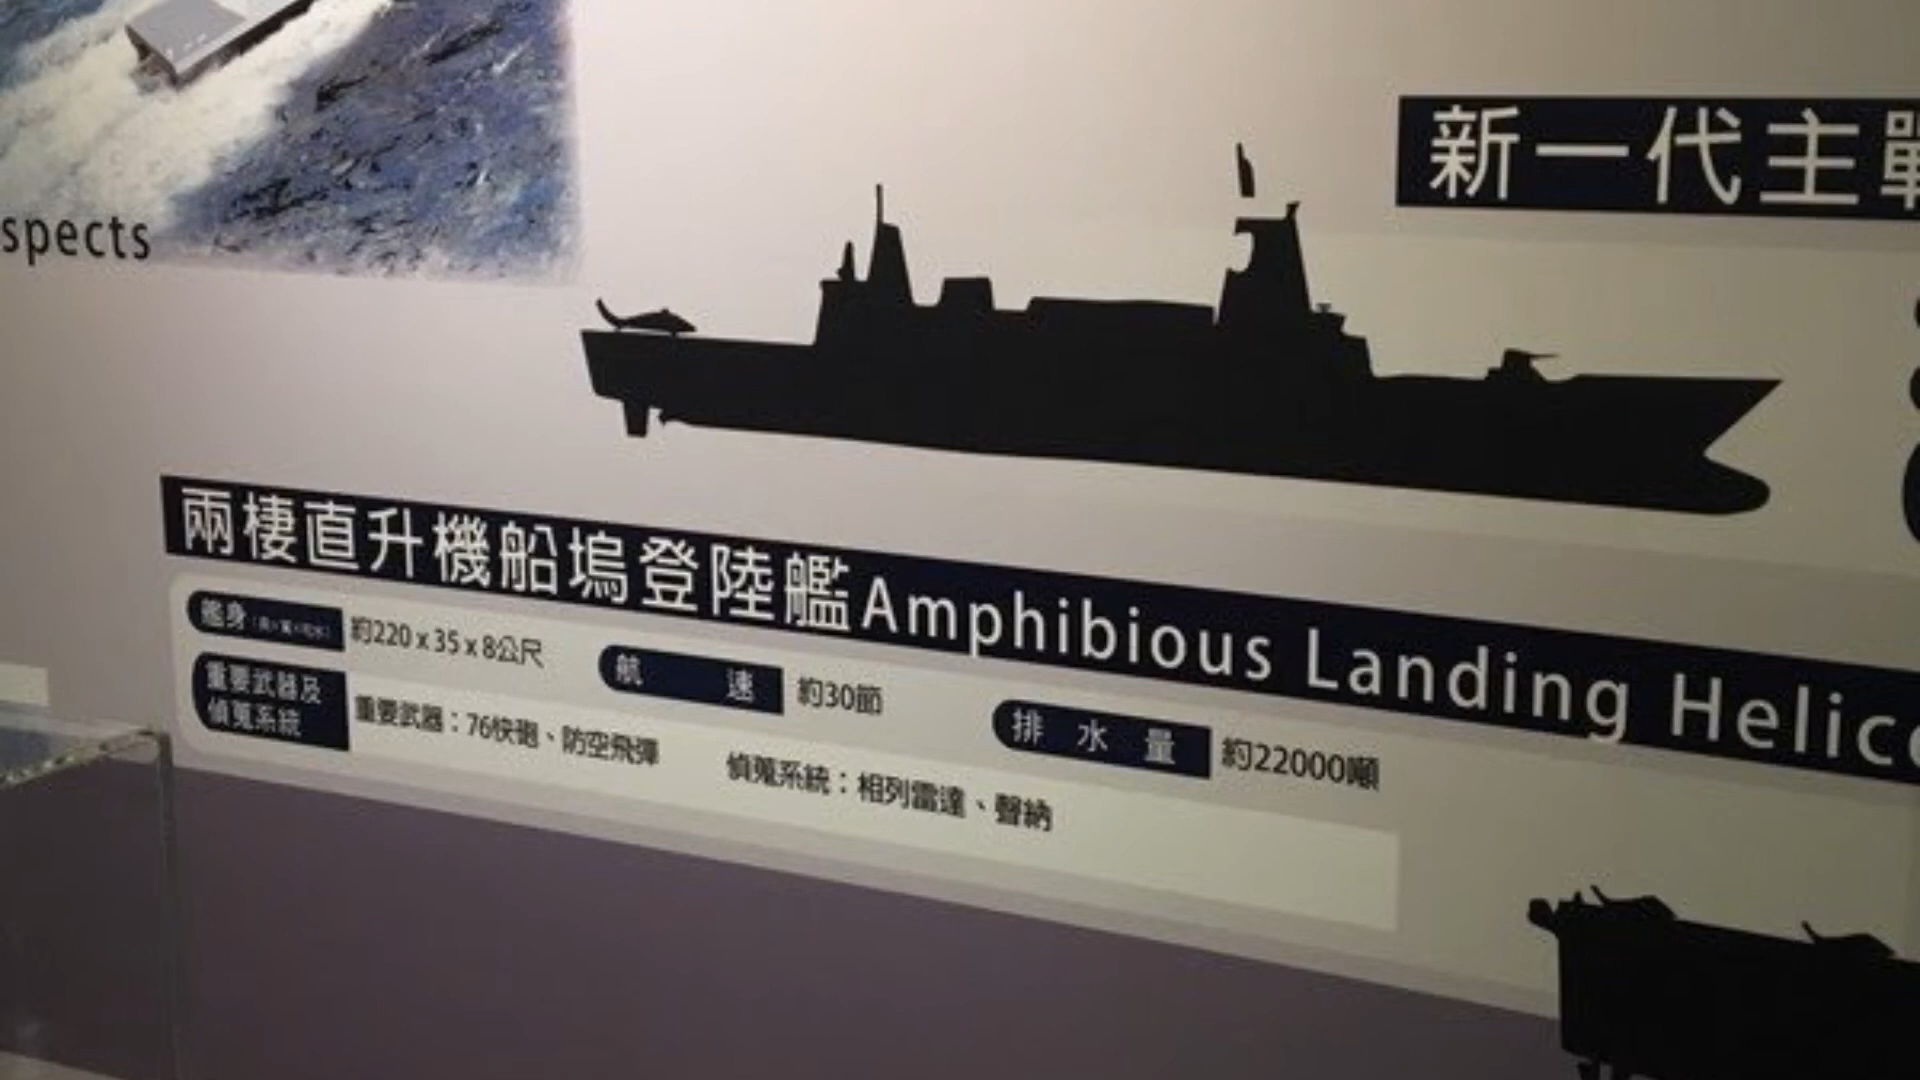 spects
新一代主
兩棲直升機船塢登陸艦Amphibious Landing Helic
艦身
約220 x 35 x 8公尺
航速
約30節
排水量
約22000噸
重要武器及
偵蒐系統
重要武器：76快砲、防空飛彈
偵蒐系統：相列雷達、聲納